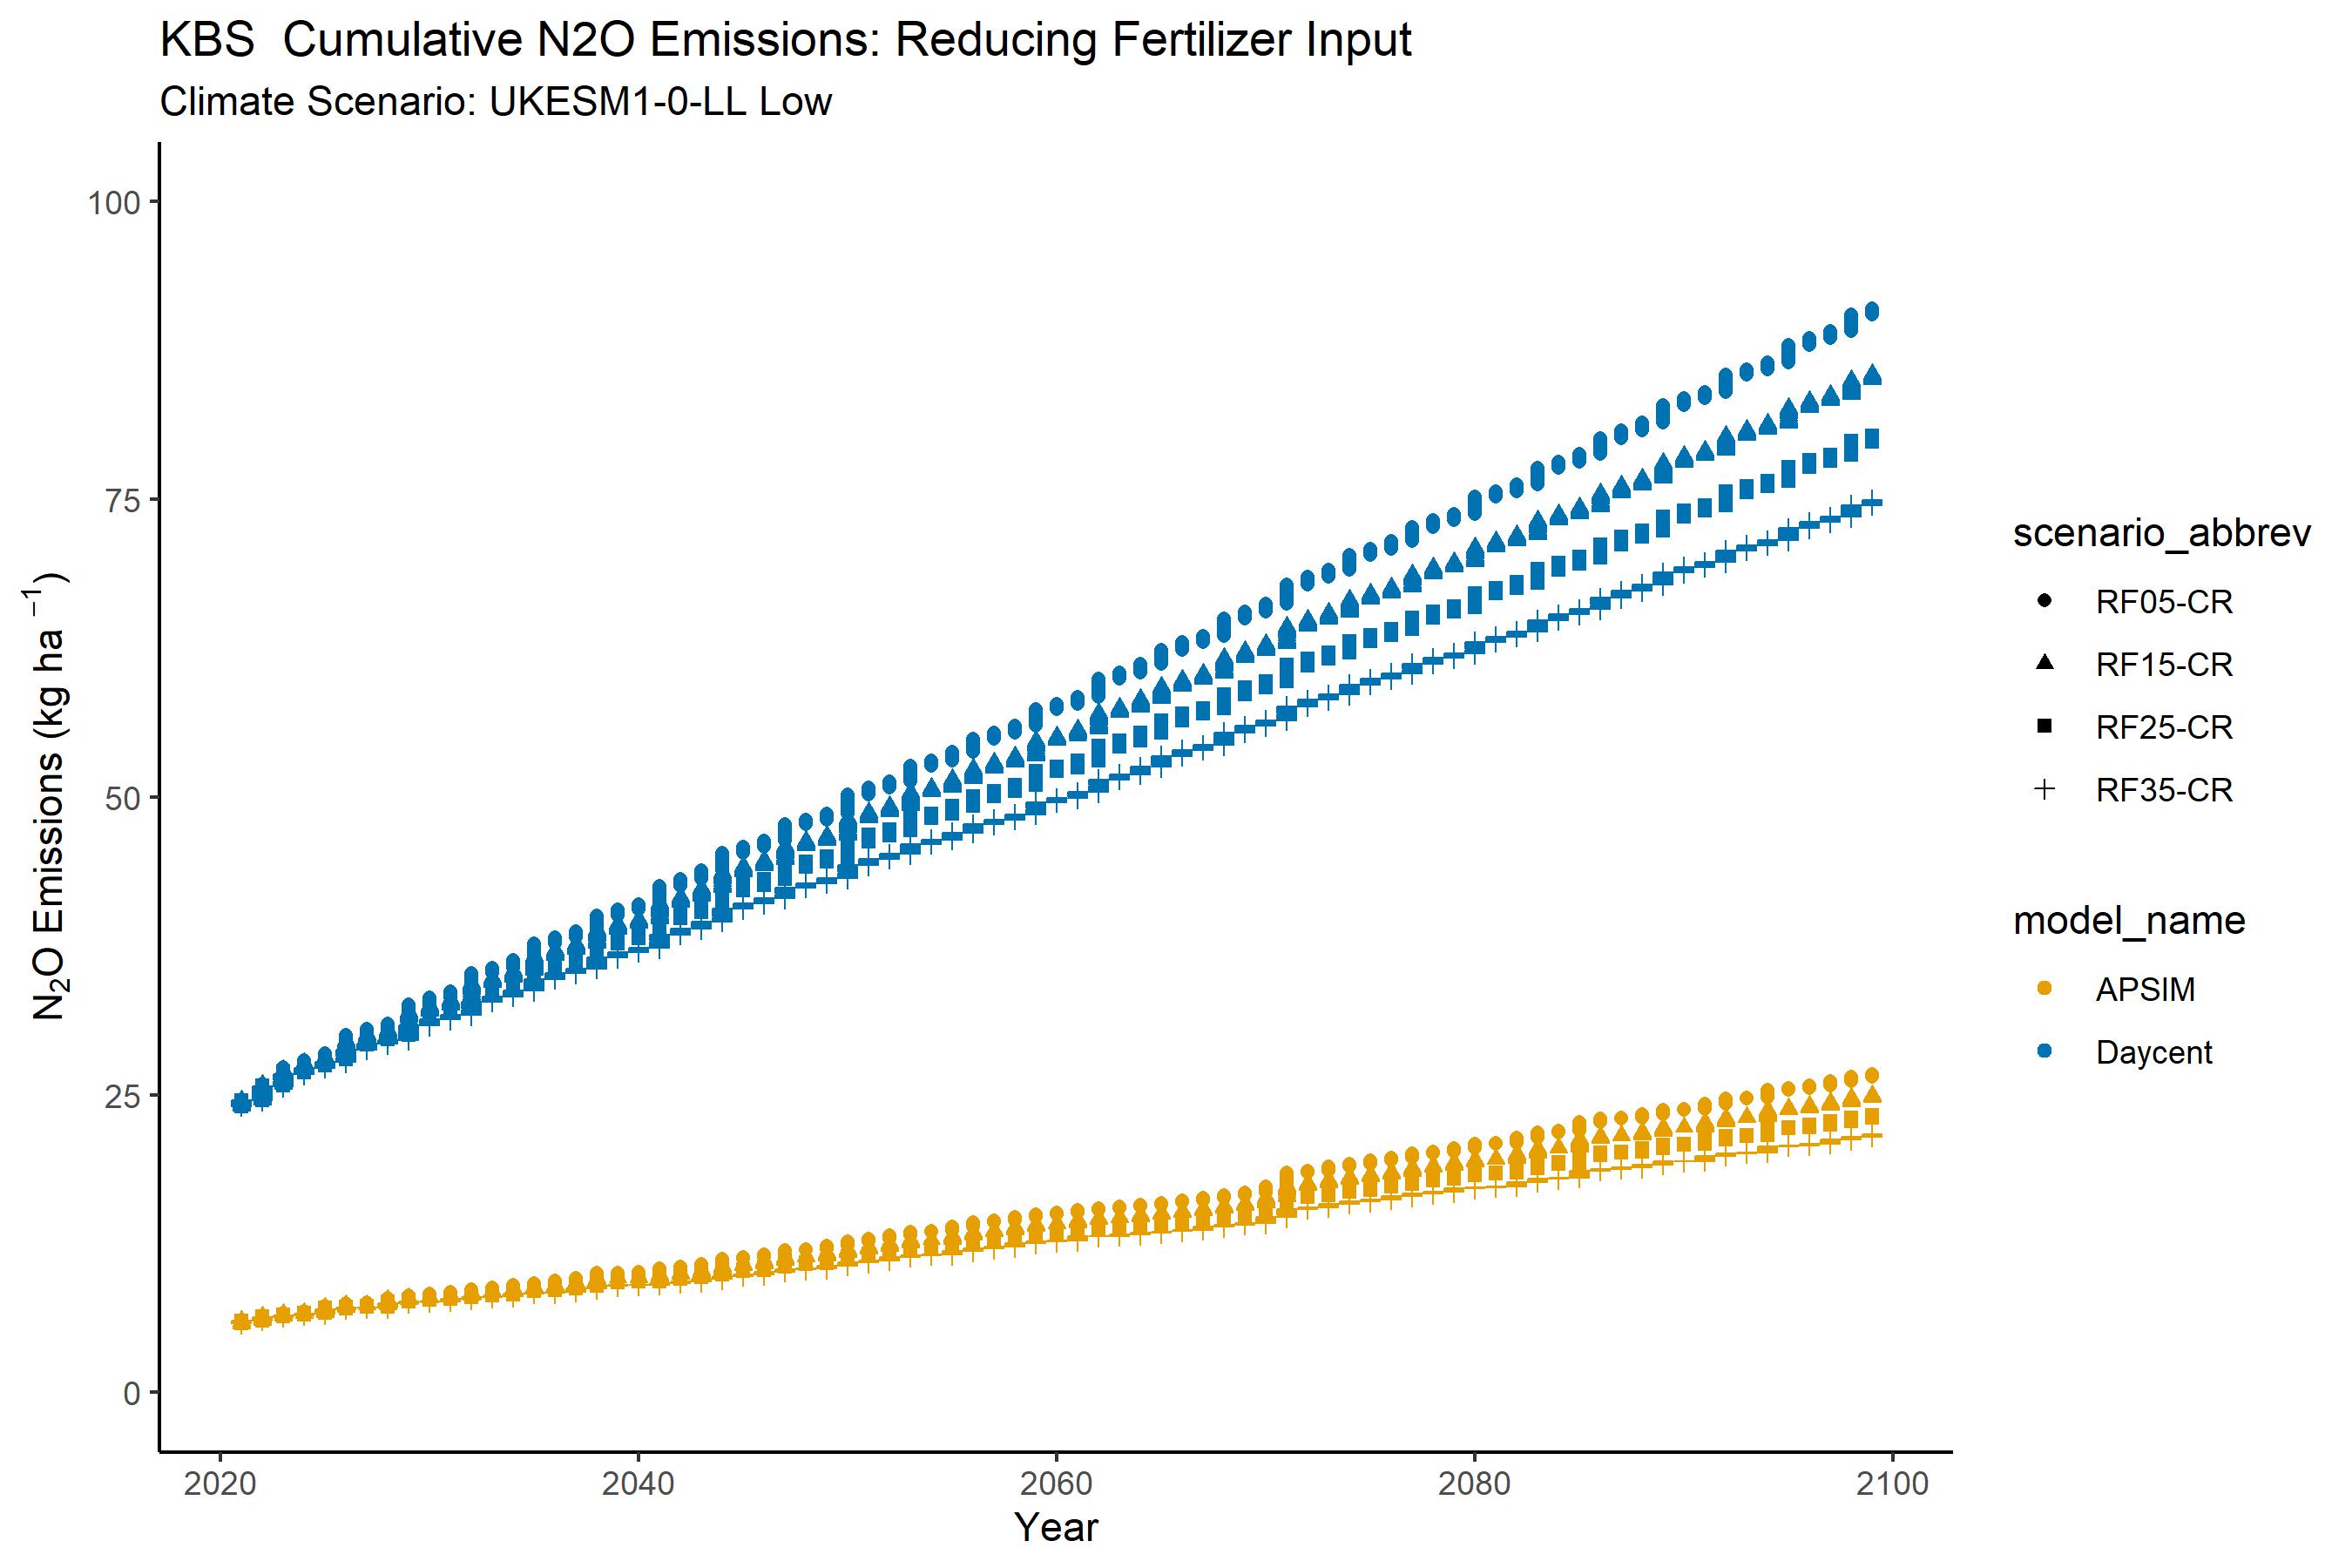 KBS  Cumulative N2O Emissions: Reducing Fertilizer Input
Climate Scenario: UKESM1-0-LL Low
N₂O Emissions (kg ha ⁻¹)
100
75
50
25
0
2020 2040 2060 2080 2100
Year
scenario_abbrev
RF05-CR
RF15-CR
RF25-CR
RF35-CR
model_name
APSIM
Daycent